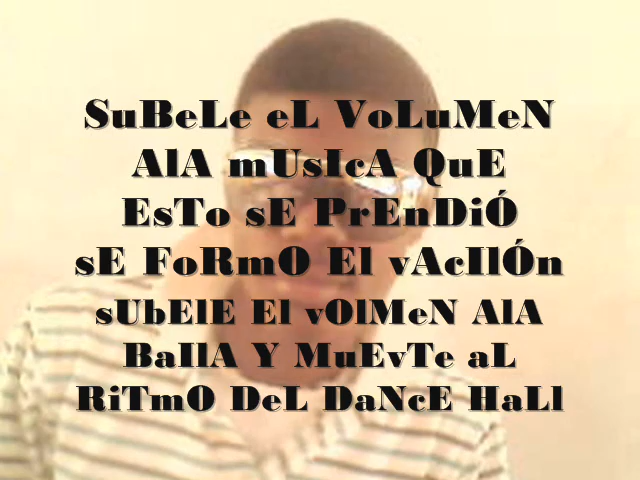 SuBeLe eL VoLuMeN
AlA mUsIcA QuE
EsTo sE PrEnDiÓ
sE FoRmO El vAcIlÓn
sUbElE El vOlMeN AlA
BaIlA Y MuEvTe aL
RiTmO DeL DaNcE HaLl